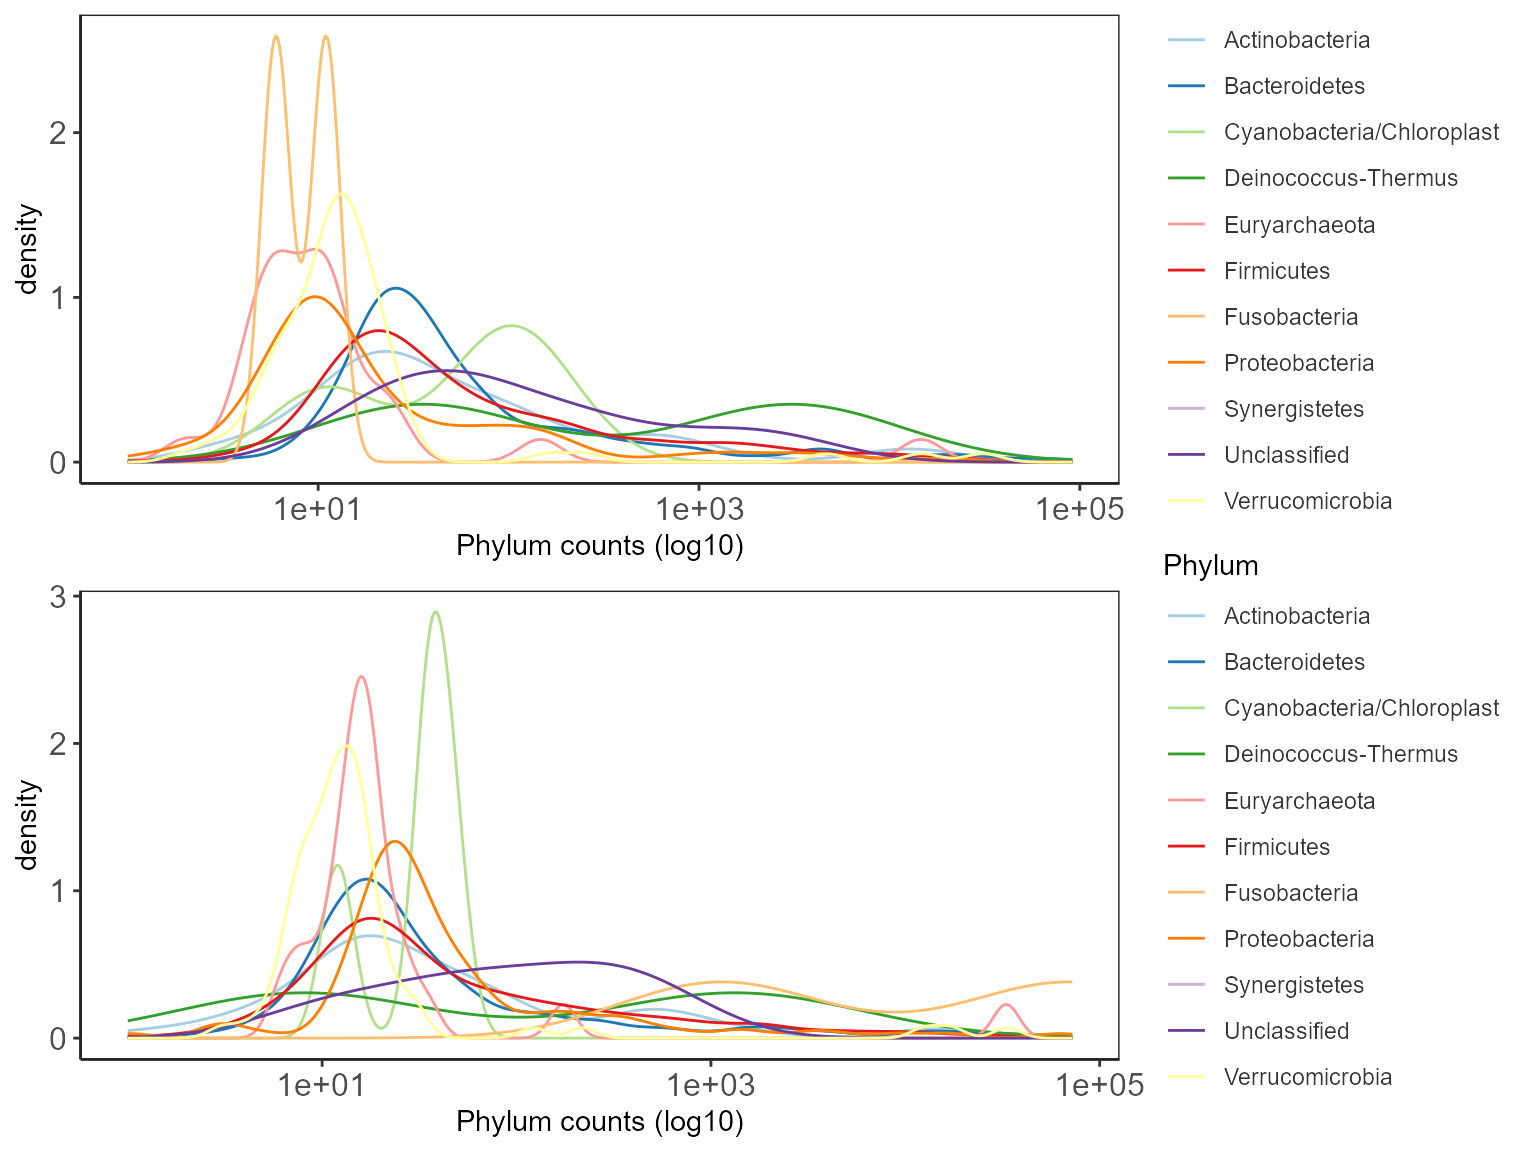 density
2
1
0
1e+01
1e+03
1e+05
Phylum counts (log10)
Actinobacteria
Bacteroidetes
Cyanobacteria/Chloroplast
Deinococcus-Thermus
Euryarchaeota
Firmicutes
Fusobacteria
Proteobacteria
Synergistetes
Unclassified
Verrucomicrobia
density
3
2
1
0
1e+01
1e+03
1e+05
Phylum counts (log10)
Phylum
Actinobacteria
Bacteroidetes
Cyanobacteria/Chloroplast
Deinococcus-Thermus
Euryarchaeota
Firmicutes
Fusobacteria
Proteobacteria
Synergistetes
Unclassified
Verrucomicrobia